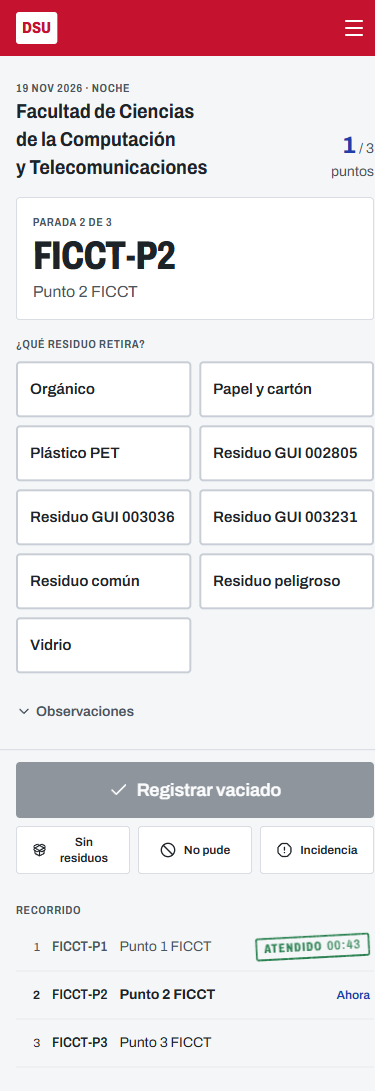 DSU
19 NOV 2026 · NOCHE
Facultad de Ciencias
de la Computación
y Telecomunicaciones
1 / 3
puntos
PARADA 2 DE 3
FICCT-P2
Punto 2 FICCT
¿QUÉ RESIDUO RETIRA?
Orgánico
Papel y cartón
Plástico PET
Residuo GUI 002805
Residuo GUI 003036
Residuo GUI 003231
Residuo común
Residuo peligroso
Vidrio
Observaciones
Registrar vaciado
Sin
residuos
No pude
Incidencia
RECORRIDO
1 FICCT-P1 Punto 1 FICCT ATENDIDO 00:43
2 FICCT-P2 Punto 2 FICCT Ahora
3 FICCT-P3 Punto 3 FICCT